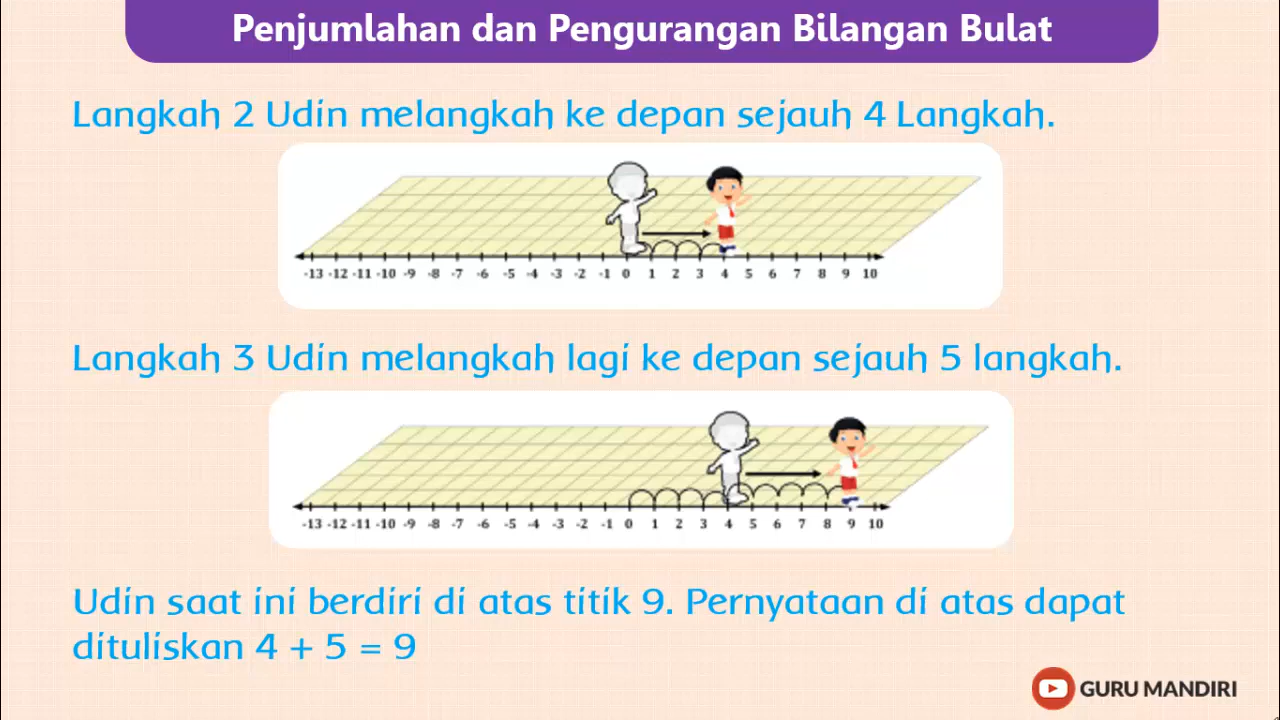 Penjumlahan dan Pengurangan Bilangan Bulat
Langkah 2 Udin melangkah ke depan sejauh 4 Langkah.
-13 -12 -11 -10 -9 -8 -7 -6 -5 -4 -3 -2 -1 0 1 2 3 4 5 6 7 8 9 10
Langkah 3 Udin melangkah lagi ke depan sejauh 5 langkah.
-13 -12 -11 -10 -9 -8 -7 -6 -5 -4 -3 -2 -1 0 1 2 3 4 5 6 7 8 9 10
Udin saat ini berdiri di atas titik 9. Pernyataan di atas dapat
dituliskan 4 + 5 = 9
GURU MANDIRI